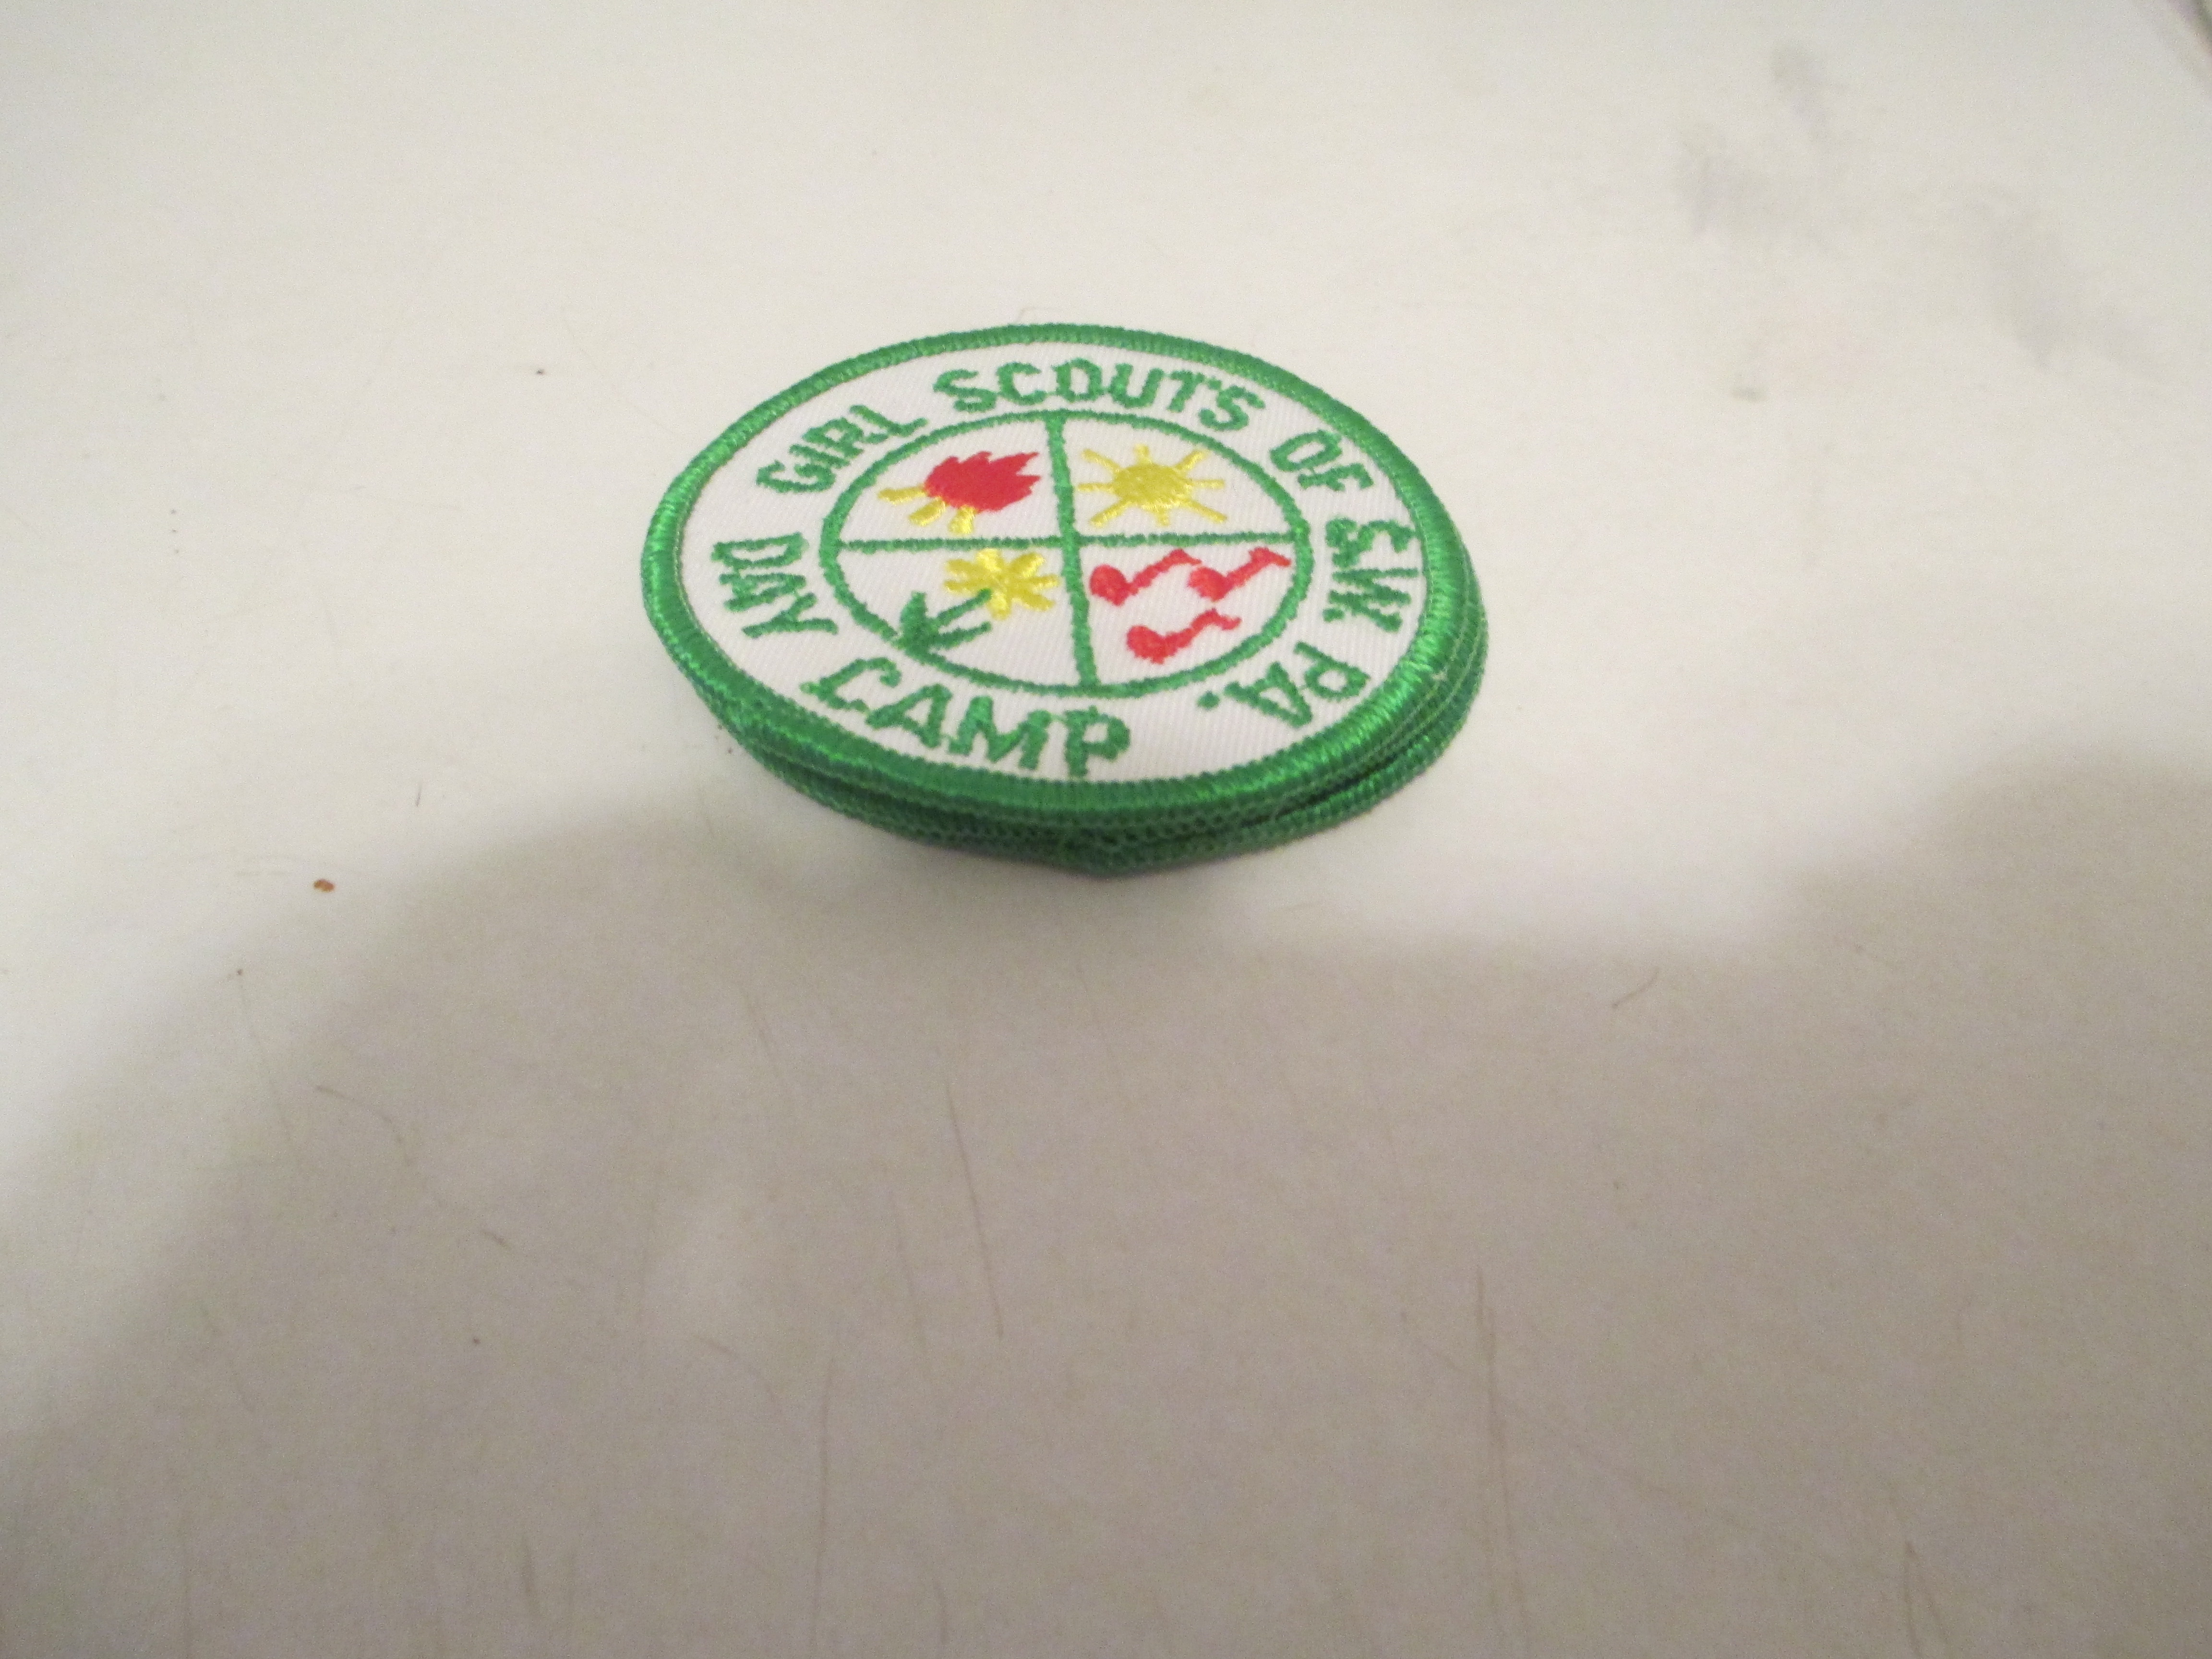 GIRL SCOUTS OF S.W. PA.
DAY CAMP